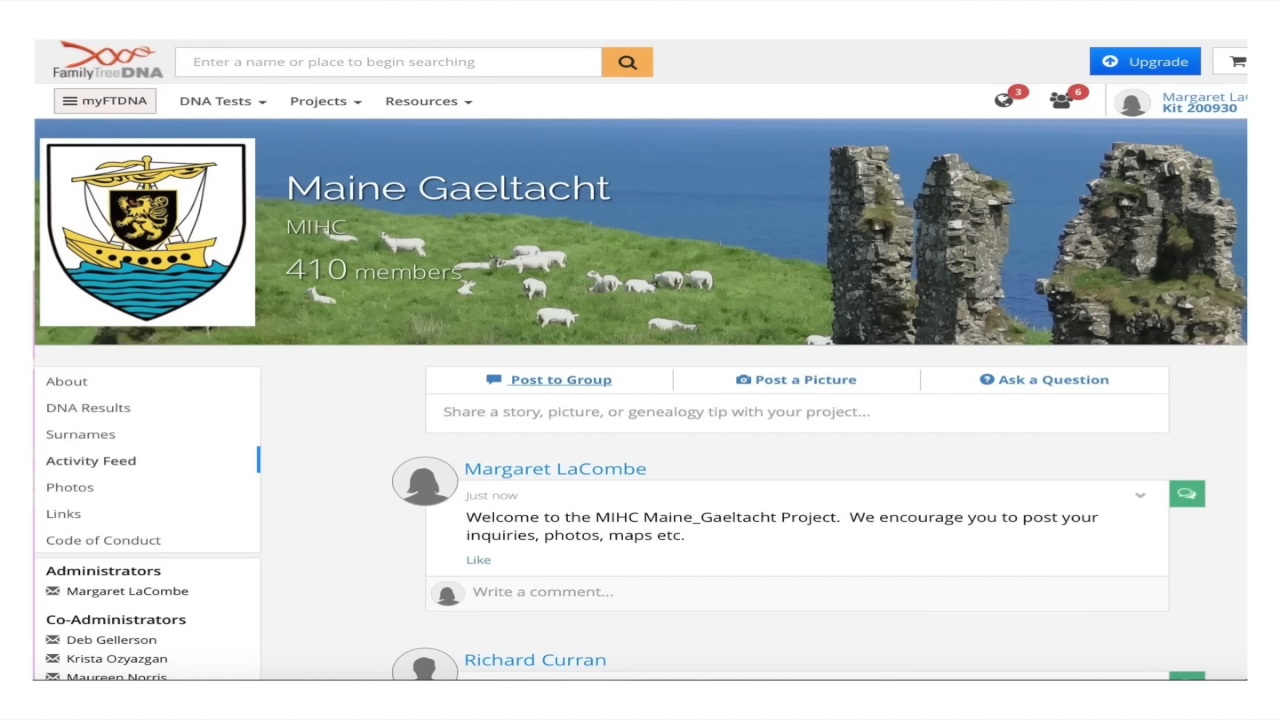 FamilyTreeDNA
Enter a name or place to begin searching
Upgrade
myFTDNA
DNA Tests
Projects
Resources
3
6
Margaret La
Kit 200930
Maine Gaeltacht
MIHC
410 members
About
DNA Results
Surnames
Activity Feed
Photos
Links
Code of Conduct
Administrators
Margaret LaCombe
Co-Administrators
Deb Gellerson
Krista Ozyazgan
Maureen Norris
Post to Group
Post a Picture
Ask a Question
Share a story, picture, or genealogy tip with your project...
Margaret LaCombe
Just now
Welcome to the MIHC Maine_Gaeltacht Project. We encourage you to post your
inquiries, photos, maps etc.
Like
Write a comment...
Richard Curran